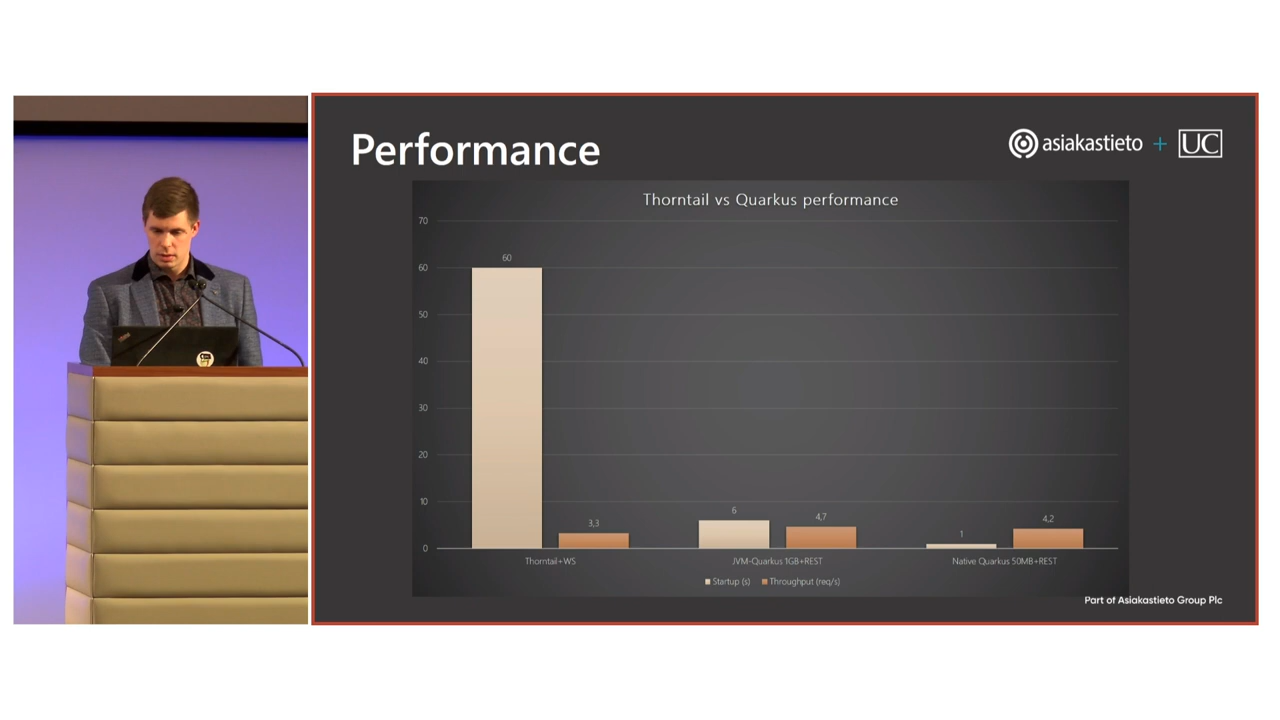 Performance
asiakastieto + UC
Thorntail vs Quarkus performance
70
60
50
40
30
20
10
0
60
3,3
6
4,7
1
4,2
Thorntail+WS
JVM-Quarkus 1GB+REST
Native Quarkus 50MB+REST
Startup (s)
Throughput (req/s)
Part of Asiakastieto Group Plc